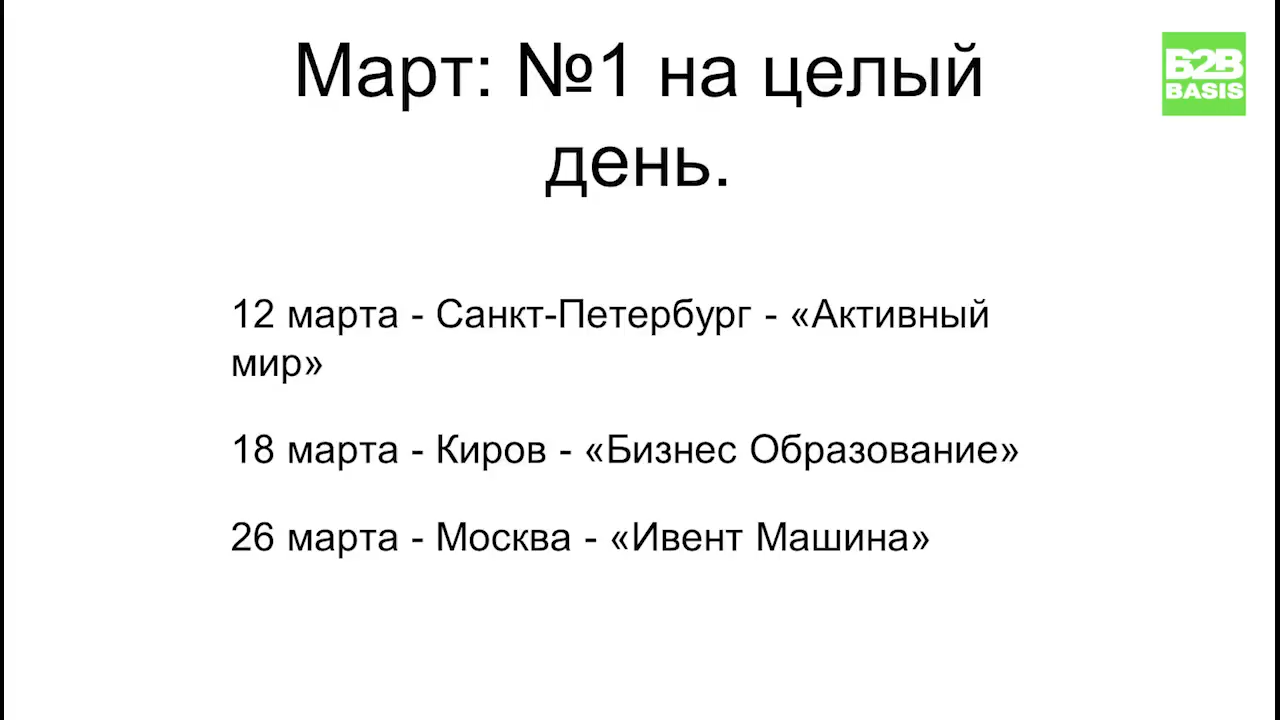 Март: №1 на целый
день.
Б2В
BASIS
12 марта - Санкт-Петербург - «Активный
мир»
18 марта - Киров - «Бизнес Образование»
26 марта - Москва - «Ивент Машина»